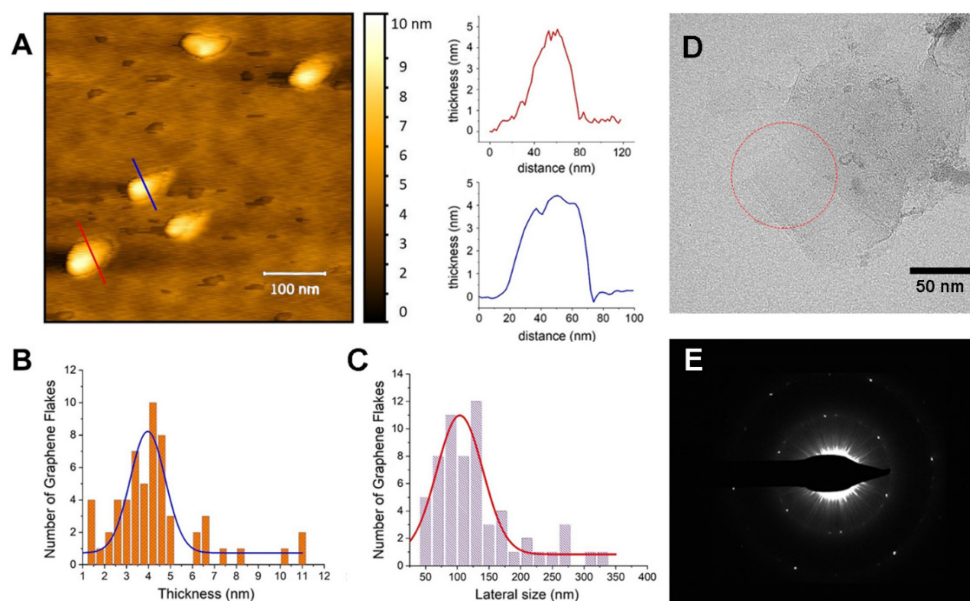 A
100 nm
10 nm
9
8
7
6
5
4
3
2
1
0
thickness (nm)
5
4
3
2
1
0
0 40 80 120
distance (nm)
thickness (nm)
5
4
3
2
1
0
0 20 40 60 80 100
distance (nm)
D
50 nm
B
Number of Graphene Flakes
12
10
8
6
4
2
0
1 2 3 4 5 6 7 8 9 10 11 12
Thickness (nm)
C
Number of Graphene Flakes
14
12
10
8
6
4
2
0
50 100 150 200 250 300 350 400
Lateral size (nm)
E